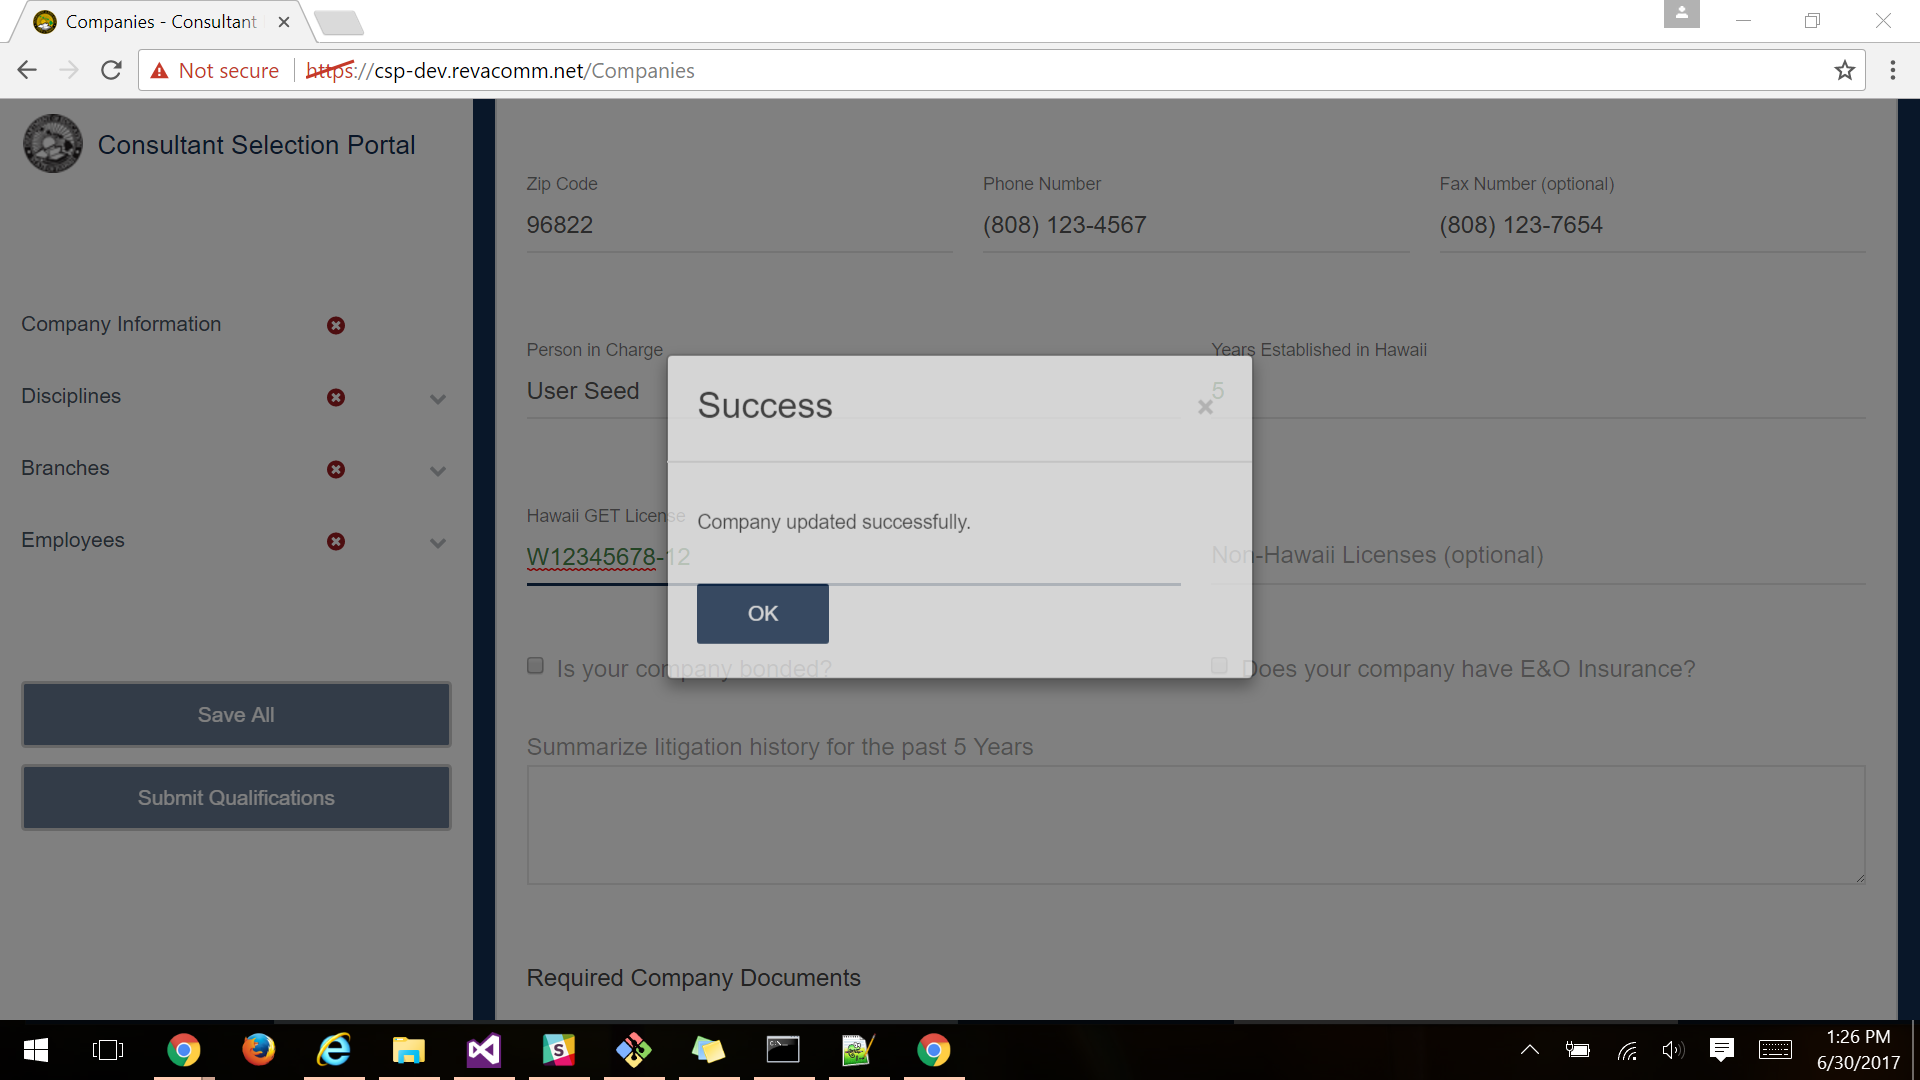 Companies - Consultant
Not secure
https://csp-dev.revacomm.net/Companies
Consultant Selection Portal
Zip Code
Phone Number
Fax Number (optional)
96822
(808) 123-4567
(808) 123-7654
Company Information
Disciplines
Branches
Employees
Save All
Submit Qualifications
Person in Charge
Years Established in Hawaii
User Seed
5
Success
×
Company updated successfully.
OK
Hawaii GET License
W12345678-12
Non-Hawaii Licenses (optional)
Is your company bonded?
Does your company have E&O Insurance?
Summarize litigation history for the past 5 Years
Required Company Documents
1:26 PM
6/30/2017